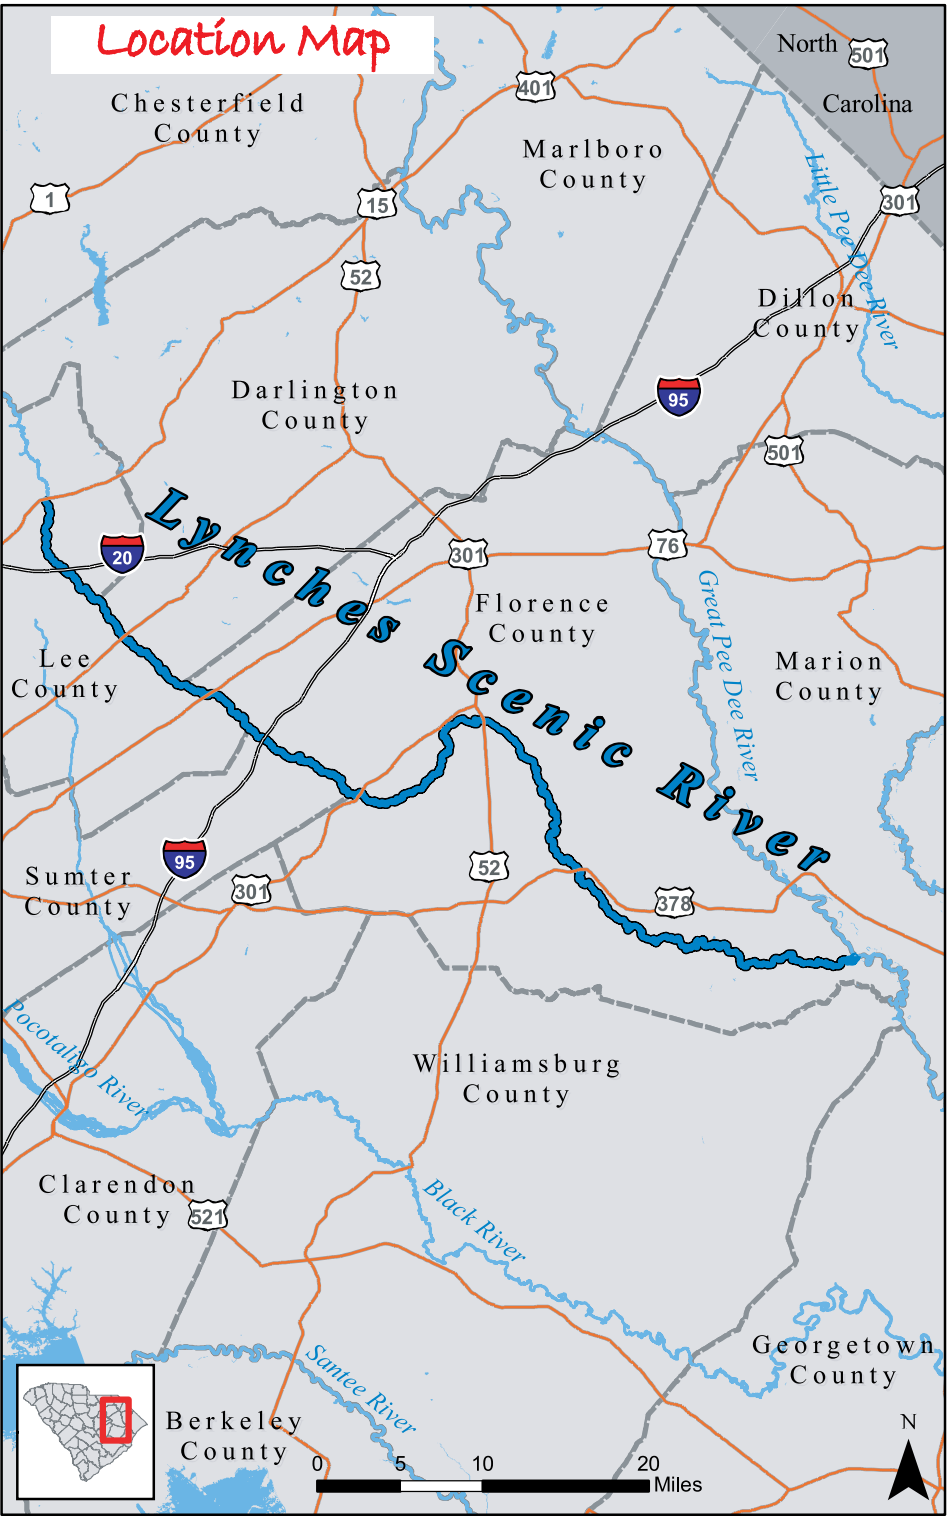 Location Map
North
Carolina
501
401
Chesterfield
County
Marlboro
County
1
15
301
Little Pee Dee River
52
Dillon
County
Darlington
County
95
501
Lynches Scenic River
20
301
76
Florence
County
Great Pee Dee River
Lee
County
Marion
County
95
52
Sumter
County
301
378
Pocotaligo River
Williamsburg
County
Clarendon
County
521
Black River
Georgetown
County
Santee River
Berkeley
County
N
0 5 10 20
Miles